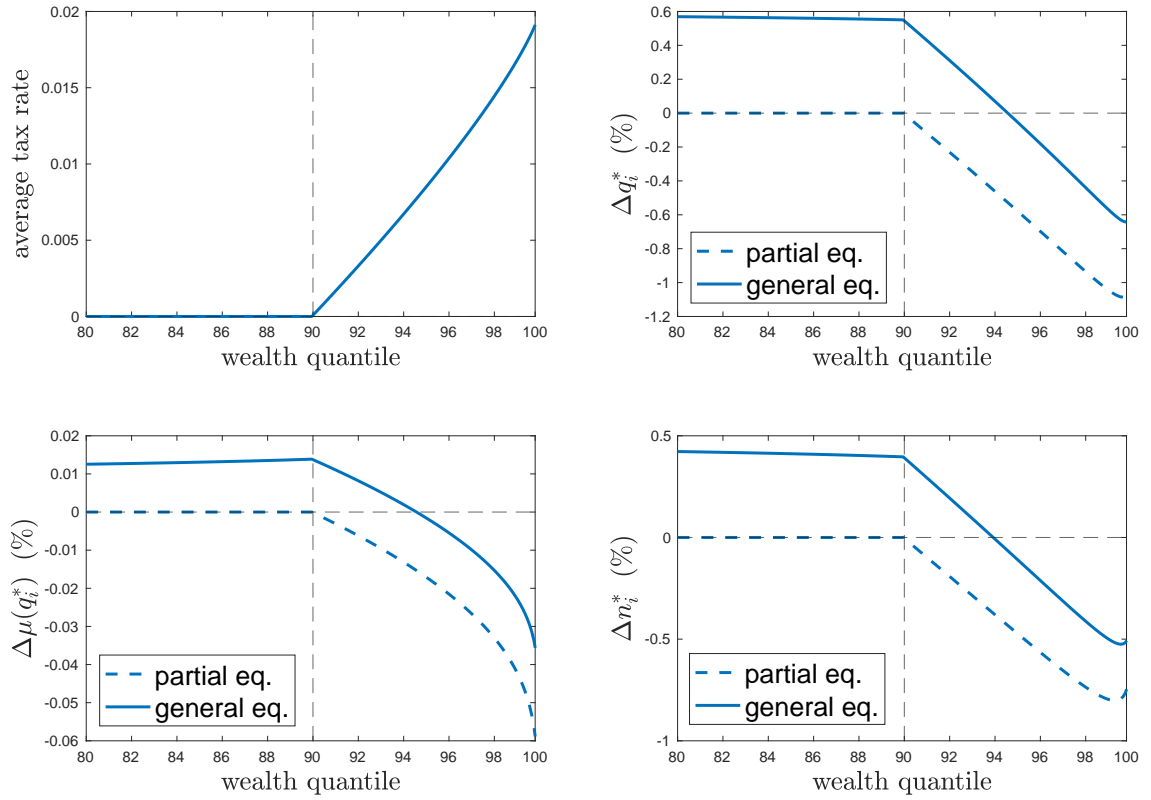 average tax rate
0.02
0.015
0.01
0.005
0
80 82 84 86 88 90 92 94 96 98 100
wealth quantile
Δq_i^* (%)
0.6
0.4
0.2
0
-0.2
-0.4
-0.6
-0.8
-1
-1.2
partial eq.
general eq.
80 82 84 86 88 90 92 94 96 98 100
wealth quantile
Δμ(q_i^*) (%)
0.02
0.01
0
-0.01
-0.02
-0.03
-0.04
-0.05
-0.06
partial eq.
general eq.
80 82 84 86 88 90 92 94 96 98 100
wealth quantile
Δn_i^* (%)
0.5
0
-0.5
-1
partial eq.
general eq.
80 82 84 86 88 90 92 94 96 98 100
wealth quantile